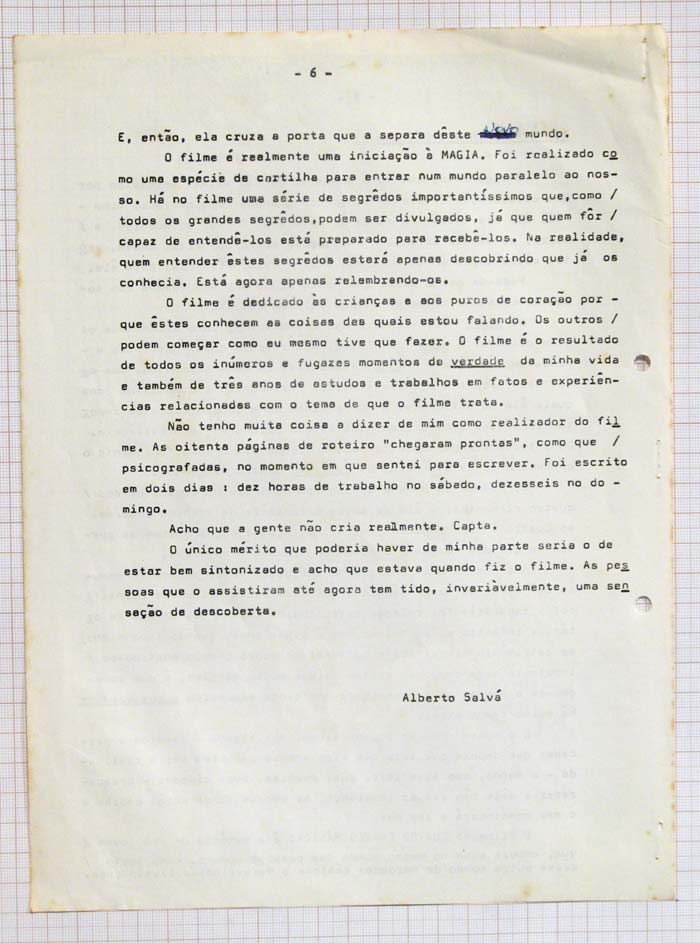 - 6 -
E, então, ela cruza a porta que a separa dêste Novo mundo.
O filme é realmente uma iniciação à MAGIA. Foi realizado co
mo uma espécie de cartilha para entrar num mundo paralelo ao nos-
so. Há no filme uma série de segrêdos importantíssimos que,como /
todos os grandes segrêdos,podem ser divulgados, já que quem fôr /
capaz de entendê-los está preparado para recebê-los. Na realidade,
quem entender êstes segrêdos estará apenas descobrindo que já os
conhecia. Está agora apenas relembrando-os.
O filme é dedicado às crianças e aos puros de coração por -
que êstes conhecem as coisas das quais estou falando. Os outros /
podem começar como eu mesmo tive que fazer. O filme é o resultado
de todos os inúmeros e fugazes momentos de verdade da minha vida
e também de três anos de estudos e trabalhos em fatos e experiên-
cias relacionadas com o tema de que o filme trata.
Não tenho muita coisa a dizer de mim como realizador do fil
me. As oitenta páginas de roteiro "chegaram prontas", como que /
psicografadas, no momento em que sentei para escrever. Foi escrito
em dois dias : dez horas de trabalho no sábado, dezesseis no do -
mingo.
Acho que a gente não cria realmente. Capta.
O único mérito que poderia haver de minha parte seria o de
estar bem sintonizado e acho que estava quando fiz o filme. As pes
soas que o assistiram até agora tem tido, invariàvelmente, uma sen
sação de descoberta.
Alberto Salvá